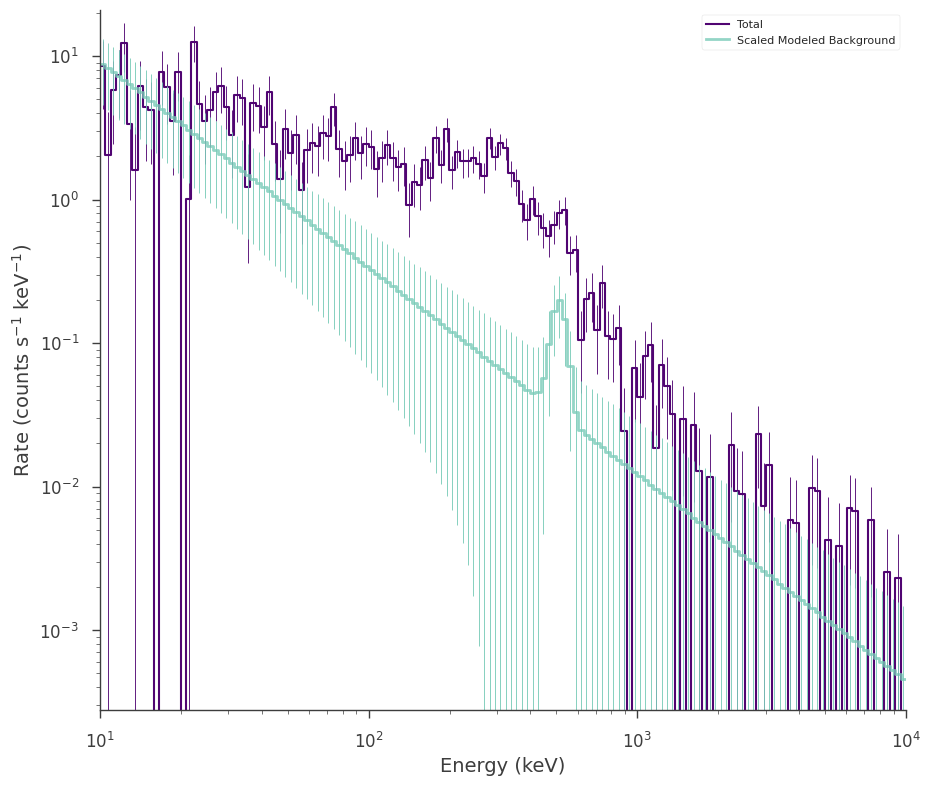 Total
Scaled Modeled Background
10¹
10⁰
10⁻¹
10⁻²
10⁻³
Rate (counts s⁻¹ keV⁻¹)
10¹ 10² 10³ 10⁴
Energy (keV)